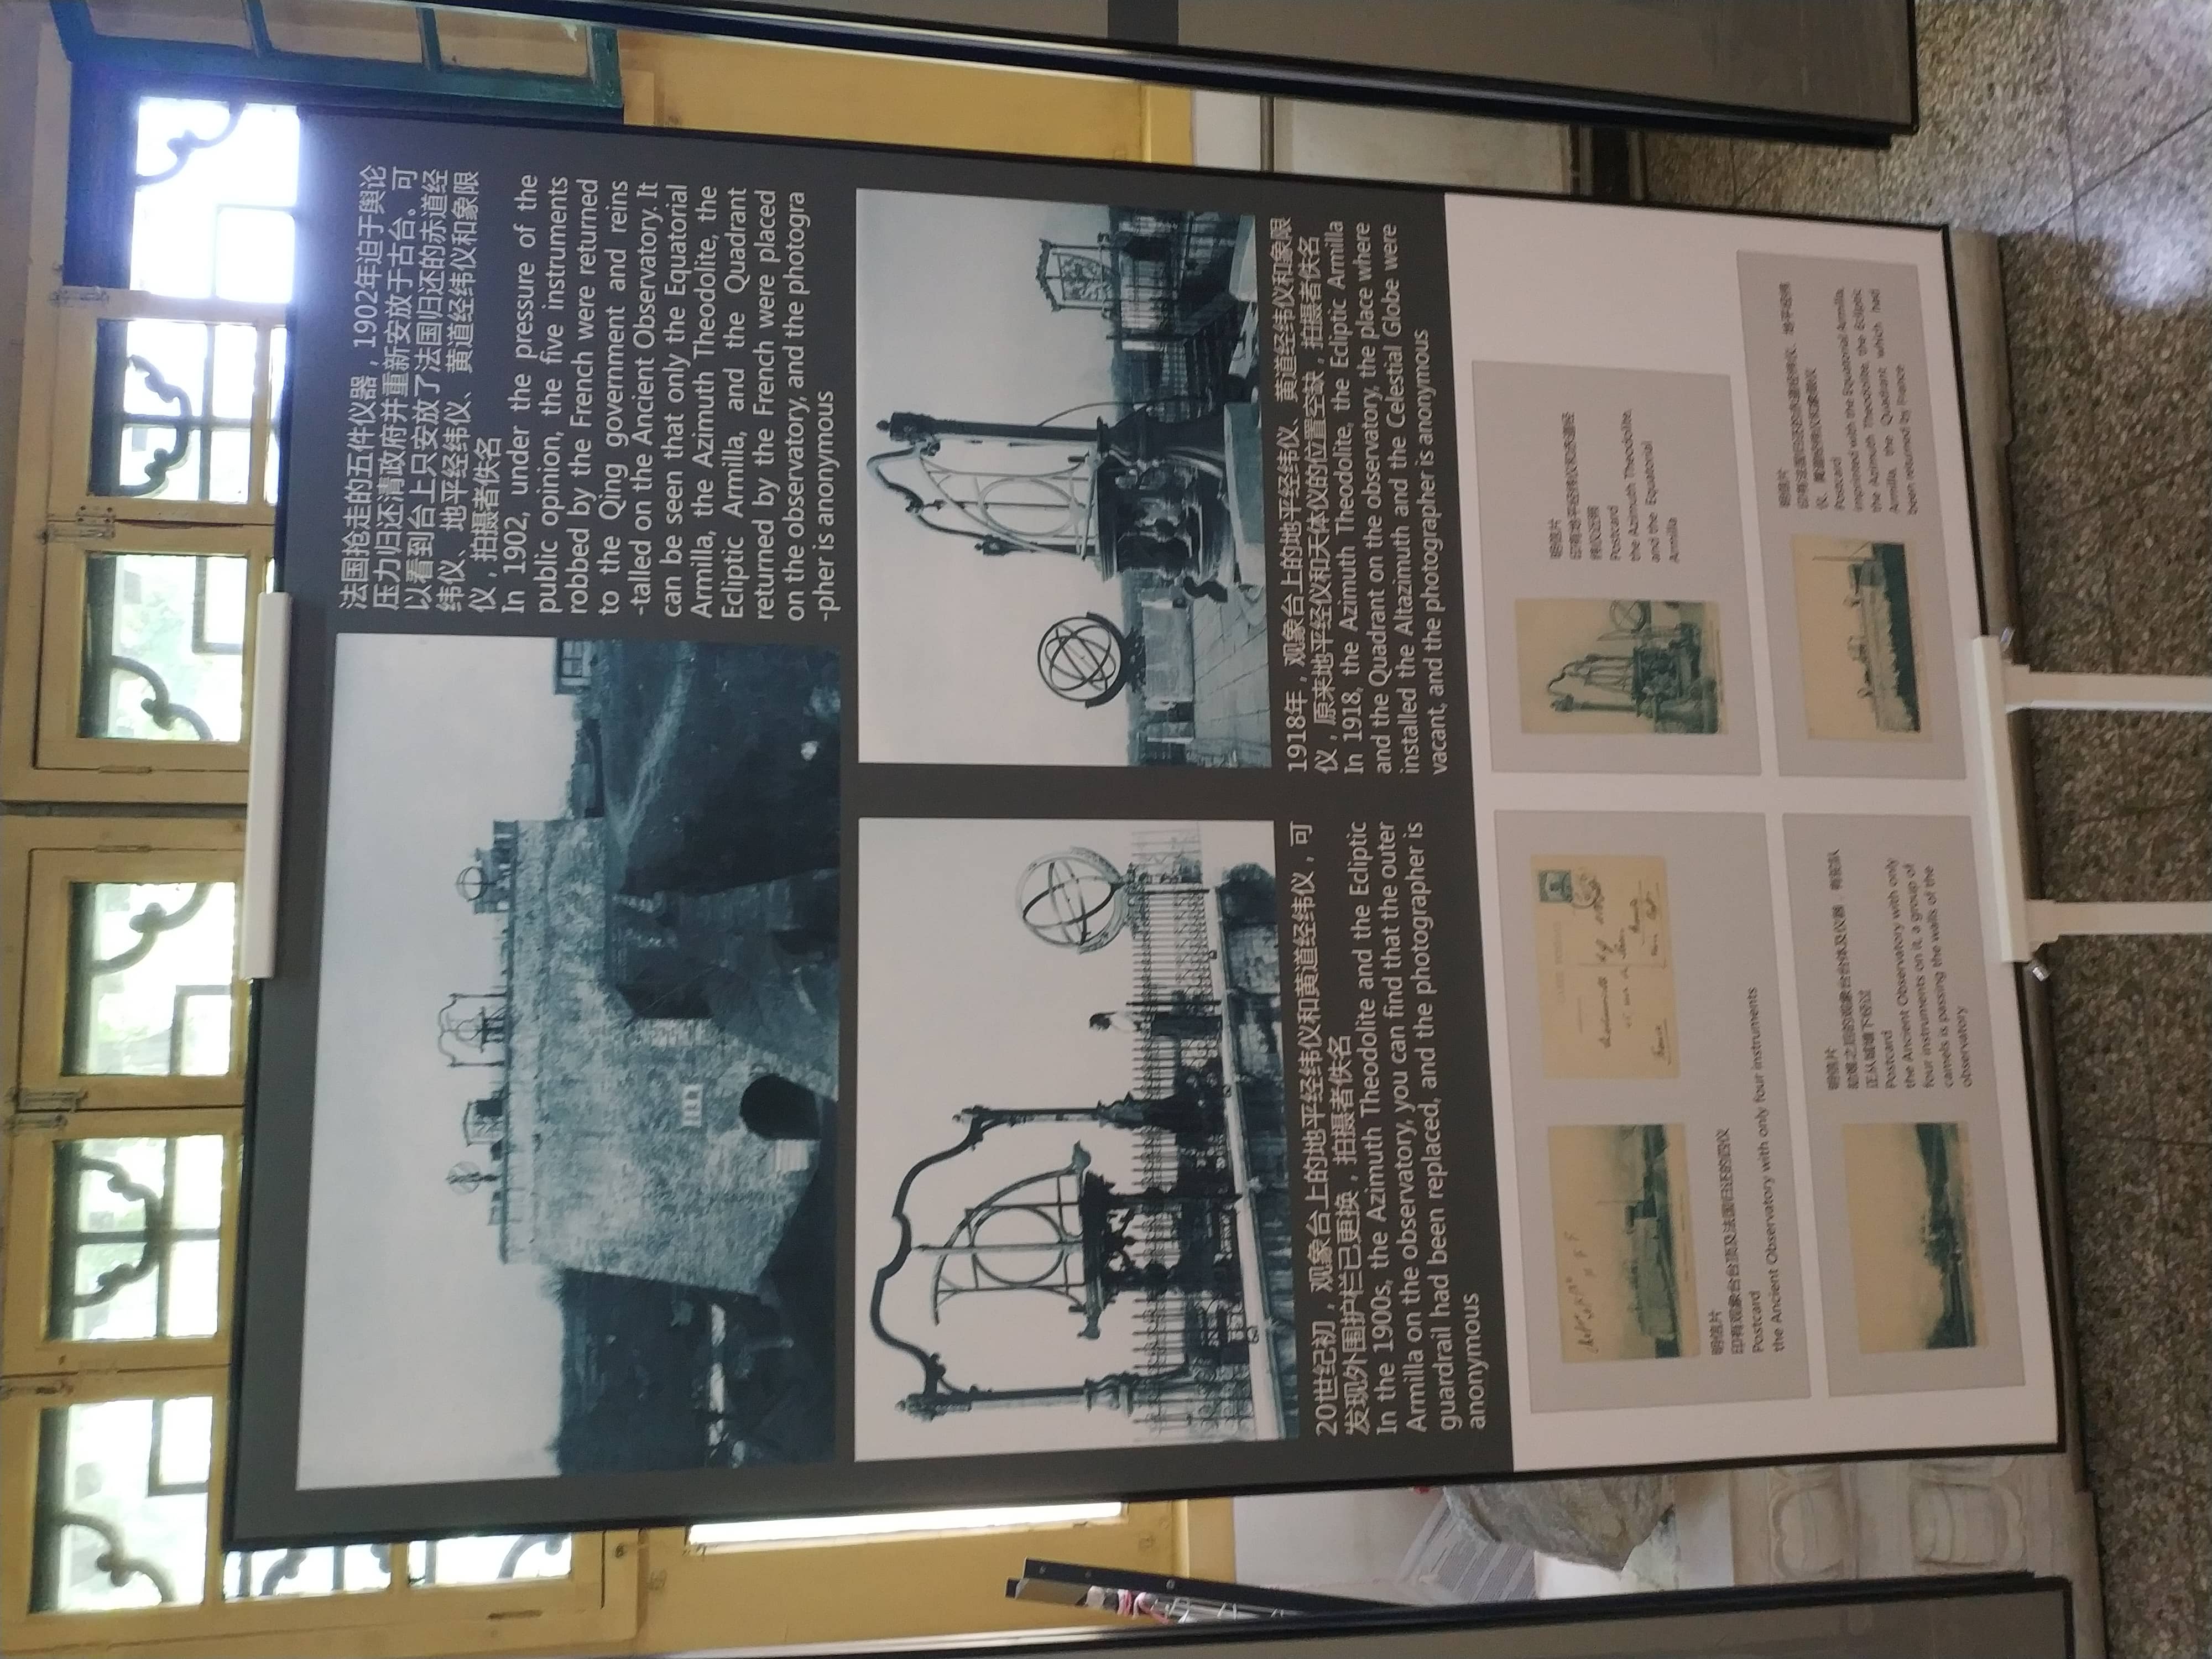 法国抢走的五件仪器，1902年迫于舆论
压力归还清政府并重新安放于古台。可
以看到台上只安放了法国归还的赤道经
纬仪、地平经纬仪、黄道经纬仪和象限
仪，拍摄者佚名
In 1902, under the pressure of the
public opinion, the five instruments
robbed by the French were returned
to the Qing government and reins
-talled on the Ancient Observatory. It
can be seen that only the Equatorial
Armilla, the Azimuth Theodolite, the
Ecliptic Armilla, and the Quadrant
returned by the French were placed
on the observatory, and the photogra
-pher is anonymous
20世纪初，观象台上的地平经纬仪和黄道经纬仪，可
发现外围护栏已更换，拍摄者佚名
In the 1900s, the Azimuth Theodolite and the Ecliptic
Armilla on the observatory, you can find that the outer
guardrail had been replaced, and the photographer is
anonymous
1918年，观象台上的地平经纬仪、黄道经纬仪和象限
仪，原来地平经仪和天体仪的位置空缺，拍摄者佚名
In 1918, the Azimuth Theodolite, the Ecliptic Armilla
and the Quadrant on the observatory, the place where
installed the Altazimuth and the Celestial Globe were
vacant, and the photographer is anonymous
明信片
印有观象台台顶及法国归还的四仪
Postcard
the Ancient Observatory with only four instruments
明信片
印有地平经纬仪和赤道经
纬仪近照
Postcard
the Azimuth Theodolite,
and the Equatorial
Armilla
明信片
劫难之后的观象台台体及仪器，有驼队
正从城墙下经过
Postcard
the Ancient Observatory with only
four instruments on it, a group of
camels is passing the walls of the
observatory
明信片
印有法国归还的赤道经纬仪、地平经纬
仪、黄道经纬仪和象限仪
Postcard
imprinted with the Equatorial Armilla,
the Azimuth Theodolite, the Ecliptic
Armilla, the Quadrant which had
been returned by France